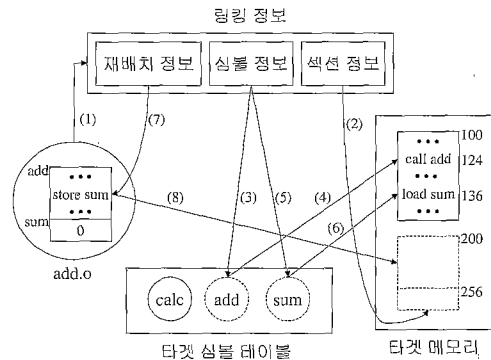 링킹 정보
재배치 정보 심볼 정보 섹션 정보
(1)
(7)
(2)
add
•••
store sum
•••
sum
0
add.o
(8)
(3)
(5)
(4)
(6)
•••
100
call add
124
•••
load sum
136
•••
200
256
calc
add
sum
타겟 심볼 테이블
타겟 메모리